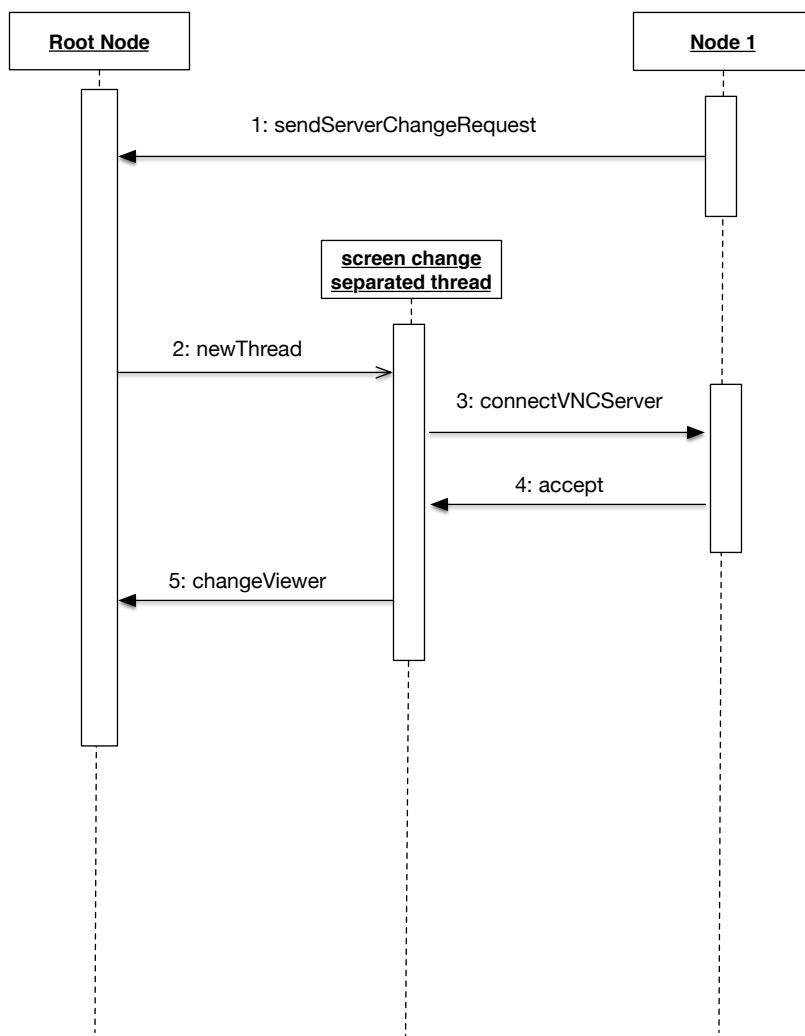 Root Node
Node 1
1: sendServerChangeRequest
screen change
separated thread
2: newThread
3: connectVNCServer
4: accept
5: changeViewer